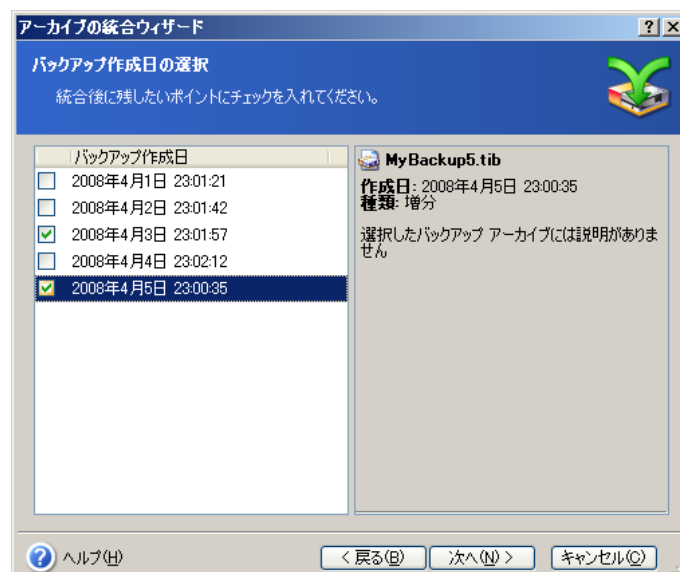 アーカイブの統合ウィザード
バックアップ作成日の選択
統合後に残したいポイントにチェックを入れてください。
バックアップ作成日
2008年4月1日 23:01:21
2008年4月2日 23:01:42
2008年4月3日 23:01:57
2008年4月4日 23:02:12
2008年4月5日 23:00:35
MyBackup5.tib
作成日: 2008年4月5日 23:00:35
種類: 増分
選択したバックアップ アーカイブには説明がありま
せん
ヘルプ(H)
< 戻る(B)
次へ(N) >
キャンセル(C)